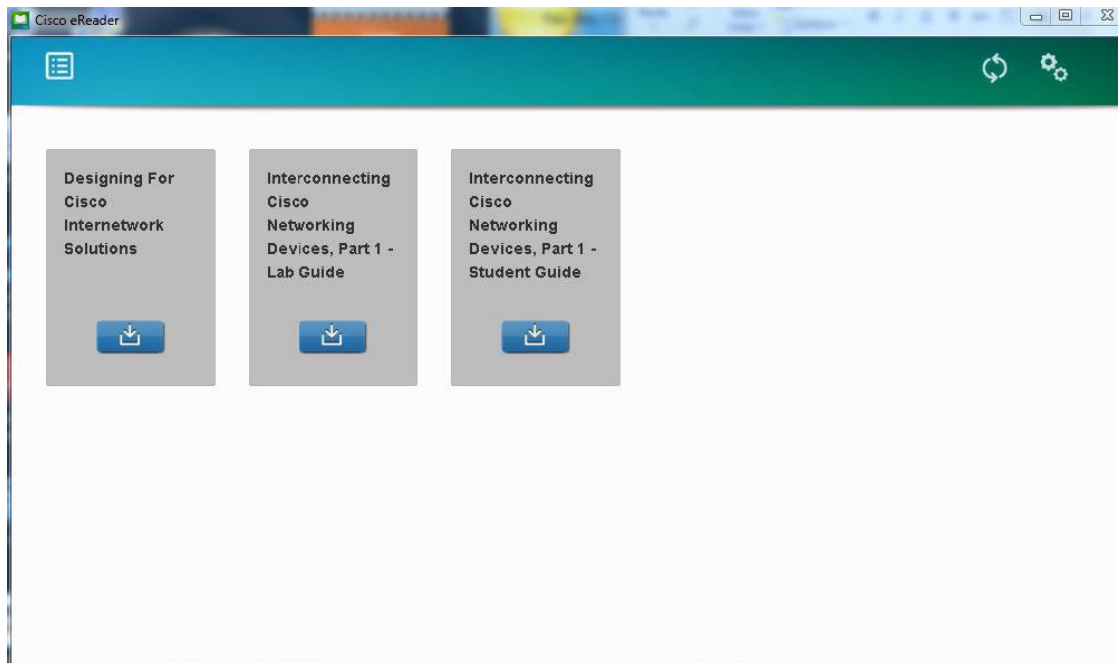 Cisco eReader
Designing For
Cisco
Internetwork
Solutions
Interconnecting
Cisco
Networking
Devices, Part 1 -
Lab Guide
Interconnecting
Cisco
Networking
Devices, Part 1 -
Student Guide